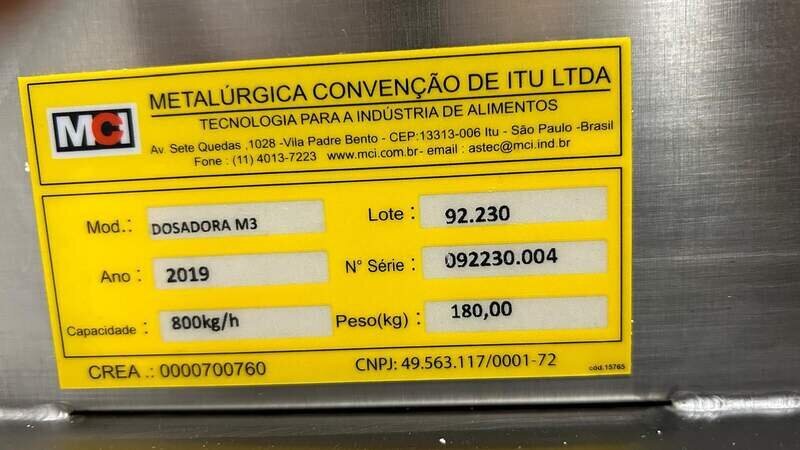 MCI
METALÚRGICA CONVENÇÃO DE ITU LTDA
TECNOLOGIA PARA A INDÚSTRIA DE ALIMENTOS
Av. Sete Quedas ,1028 -Vila Padre Bento - CEP:13313-006 Itu - São Paulo -Brasil
Fone : (11) 4013-7223 www.mci.com.br- email : astec@mci.ind.br
Mod.: DOSADORA M3 Lote : 92.230
Ano : 2019 N° Série : 092230.004
Capacidade : 800kg/h Peso(kg) : 180,00
CREA .: 0000700760 CNPJ: 49.563.117/0001-72 cód.15765